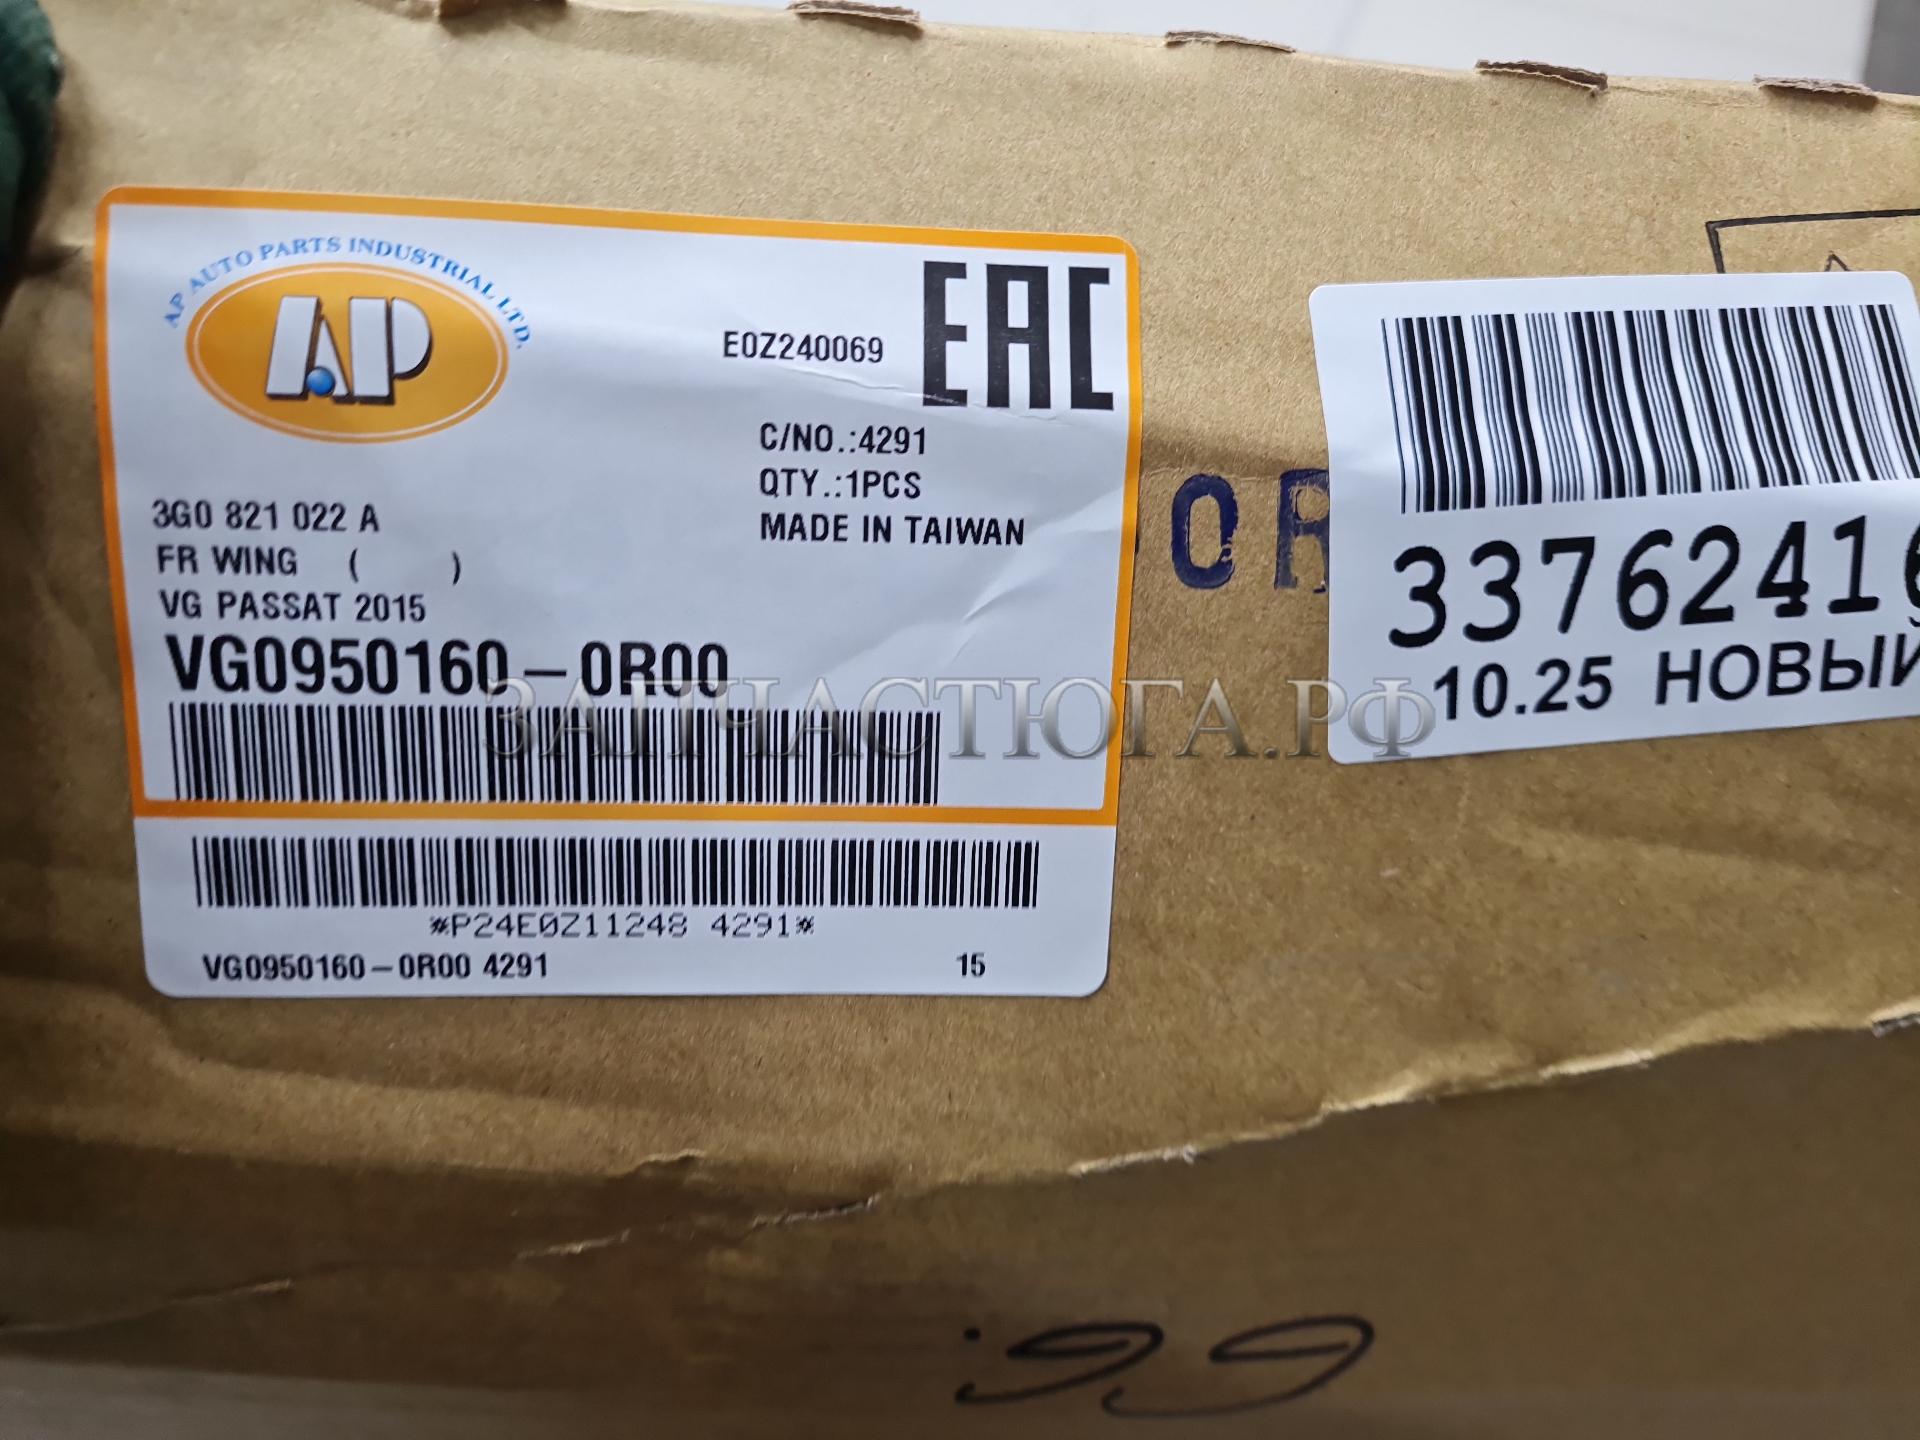 AP AUTO PARTS INDUSTRIAL LTD.
AP
E0Z240069
EAC
C/NO.:4291
QTY.:1PCS
MADE IN TAIWAN
3G0 821 022 A
FR WING ( )
VG PASSAT 2015
VG0950160-0R00
*P24E0Z11248 4291*
VG0950160-0R00 4291 15
0R
3376241
10.25 НОВЫЙ
ЗАПЧАСТЮГА.РФ